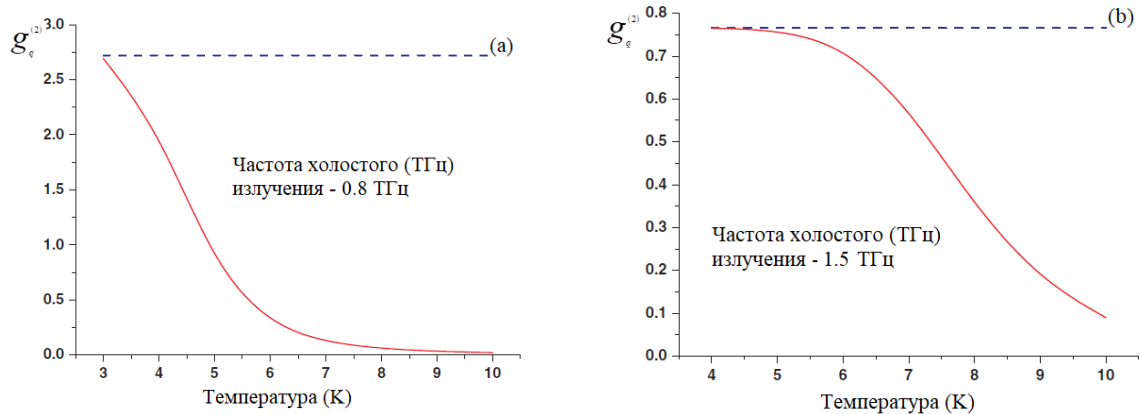 g_q^{(2)}
(a)
3.0
2.5
2.0
1.5
1.0
0.5
0.0
Частота холостого (ТГц)
излучения - 0.8 ТГц
3 4 5 6 7 8 9 10
Температура (K)
g_q^{(2)}
(b)
0.8
0.7
0.6
0.5
0.4
0.3
0.2
0.1
0.0
Частота холостого (ТГц)
излучения - 1.5 ТГц
4 5 6 7 8 9 10
Температура (K)